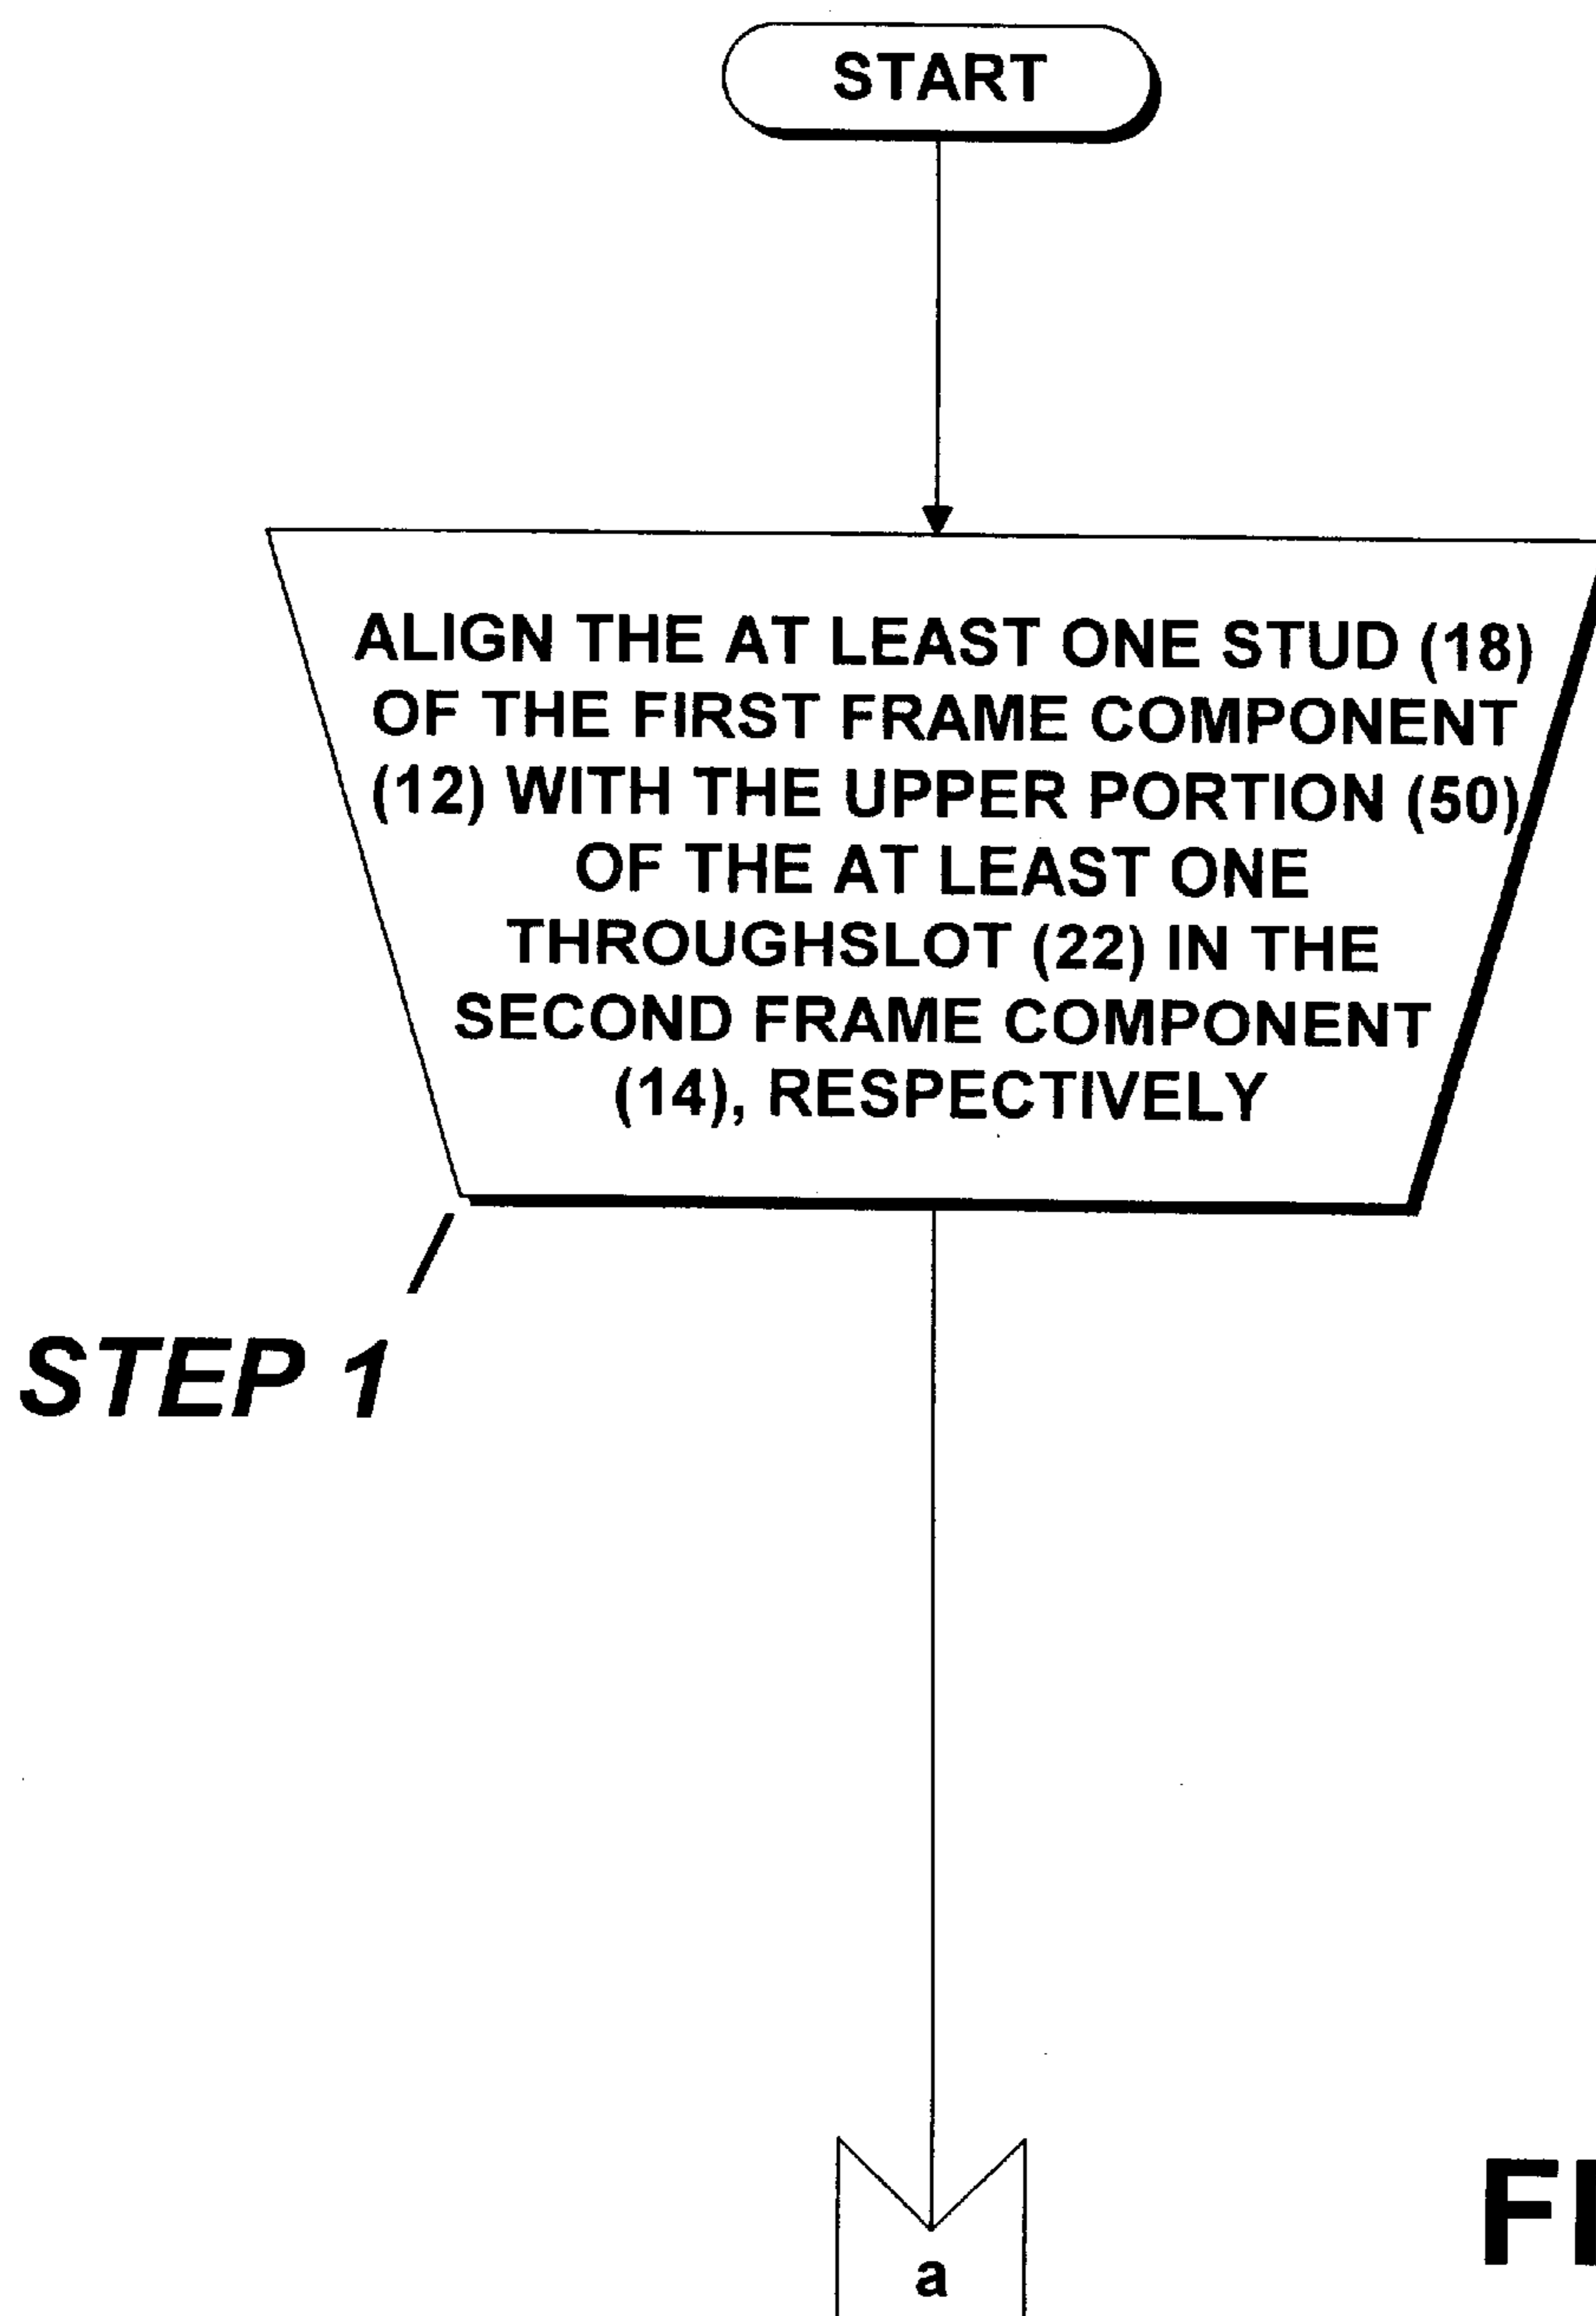 START
ALIGN THE AT LEAST ONE STUD (18)
OF THE FIRST FRAME COMPONENT
(12) WITH THE UPPER PORTION (50)
OF THE AT LEAST ONE
THROUGHSLOT (22) IN THE
SECOND FRAME COMPONENT
(14), RESPECTIVELY
STEP 1
a